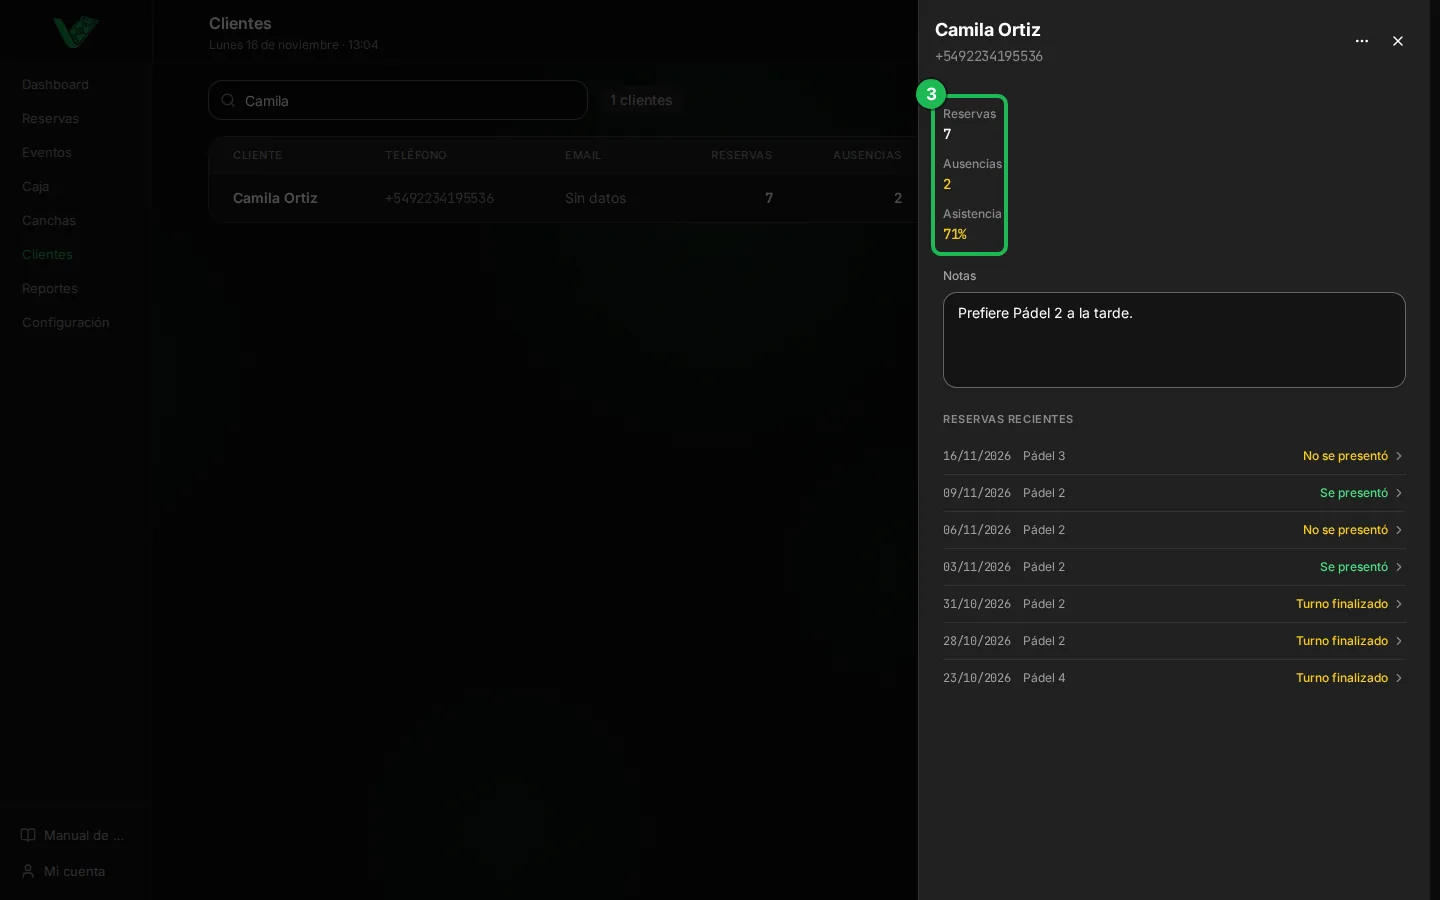 Clientes
Lunes 16 de noviembre · 13:04
Dashboard
Reservas
Eventos
Caja
Canchas
Clientes
Reportes
Configuración
Manual de ...
Mi cuenta
Camila
1 clientes
CLIENTE TELÉFONO EMAIL RESERVAS AUSENCIAS
Camila Ortiz +5492234195536 Sin datos 7 2
Camila Ortiz
+5492234195536
3
Reservas
7
Ausencias
2
Asistencia
71%
Notas
Prefiere Pádel 2 a la tarde.
RESERVAS RECIENTES
16/11/2026 Pádel 3 No se presentó
09/11/2026 Pádel 2 Se presentó
06/11/2026 Pádel 2 No se presentó
03/11/2026 Pádel 2 Se presentó
31/10/2026 Pádel 2 Turno finalizado
28/10/2026 Pádel 2 Turno finalizado
23/10/2026 Pádel 4 Turno finalizado